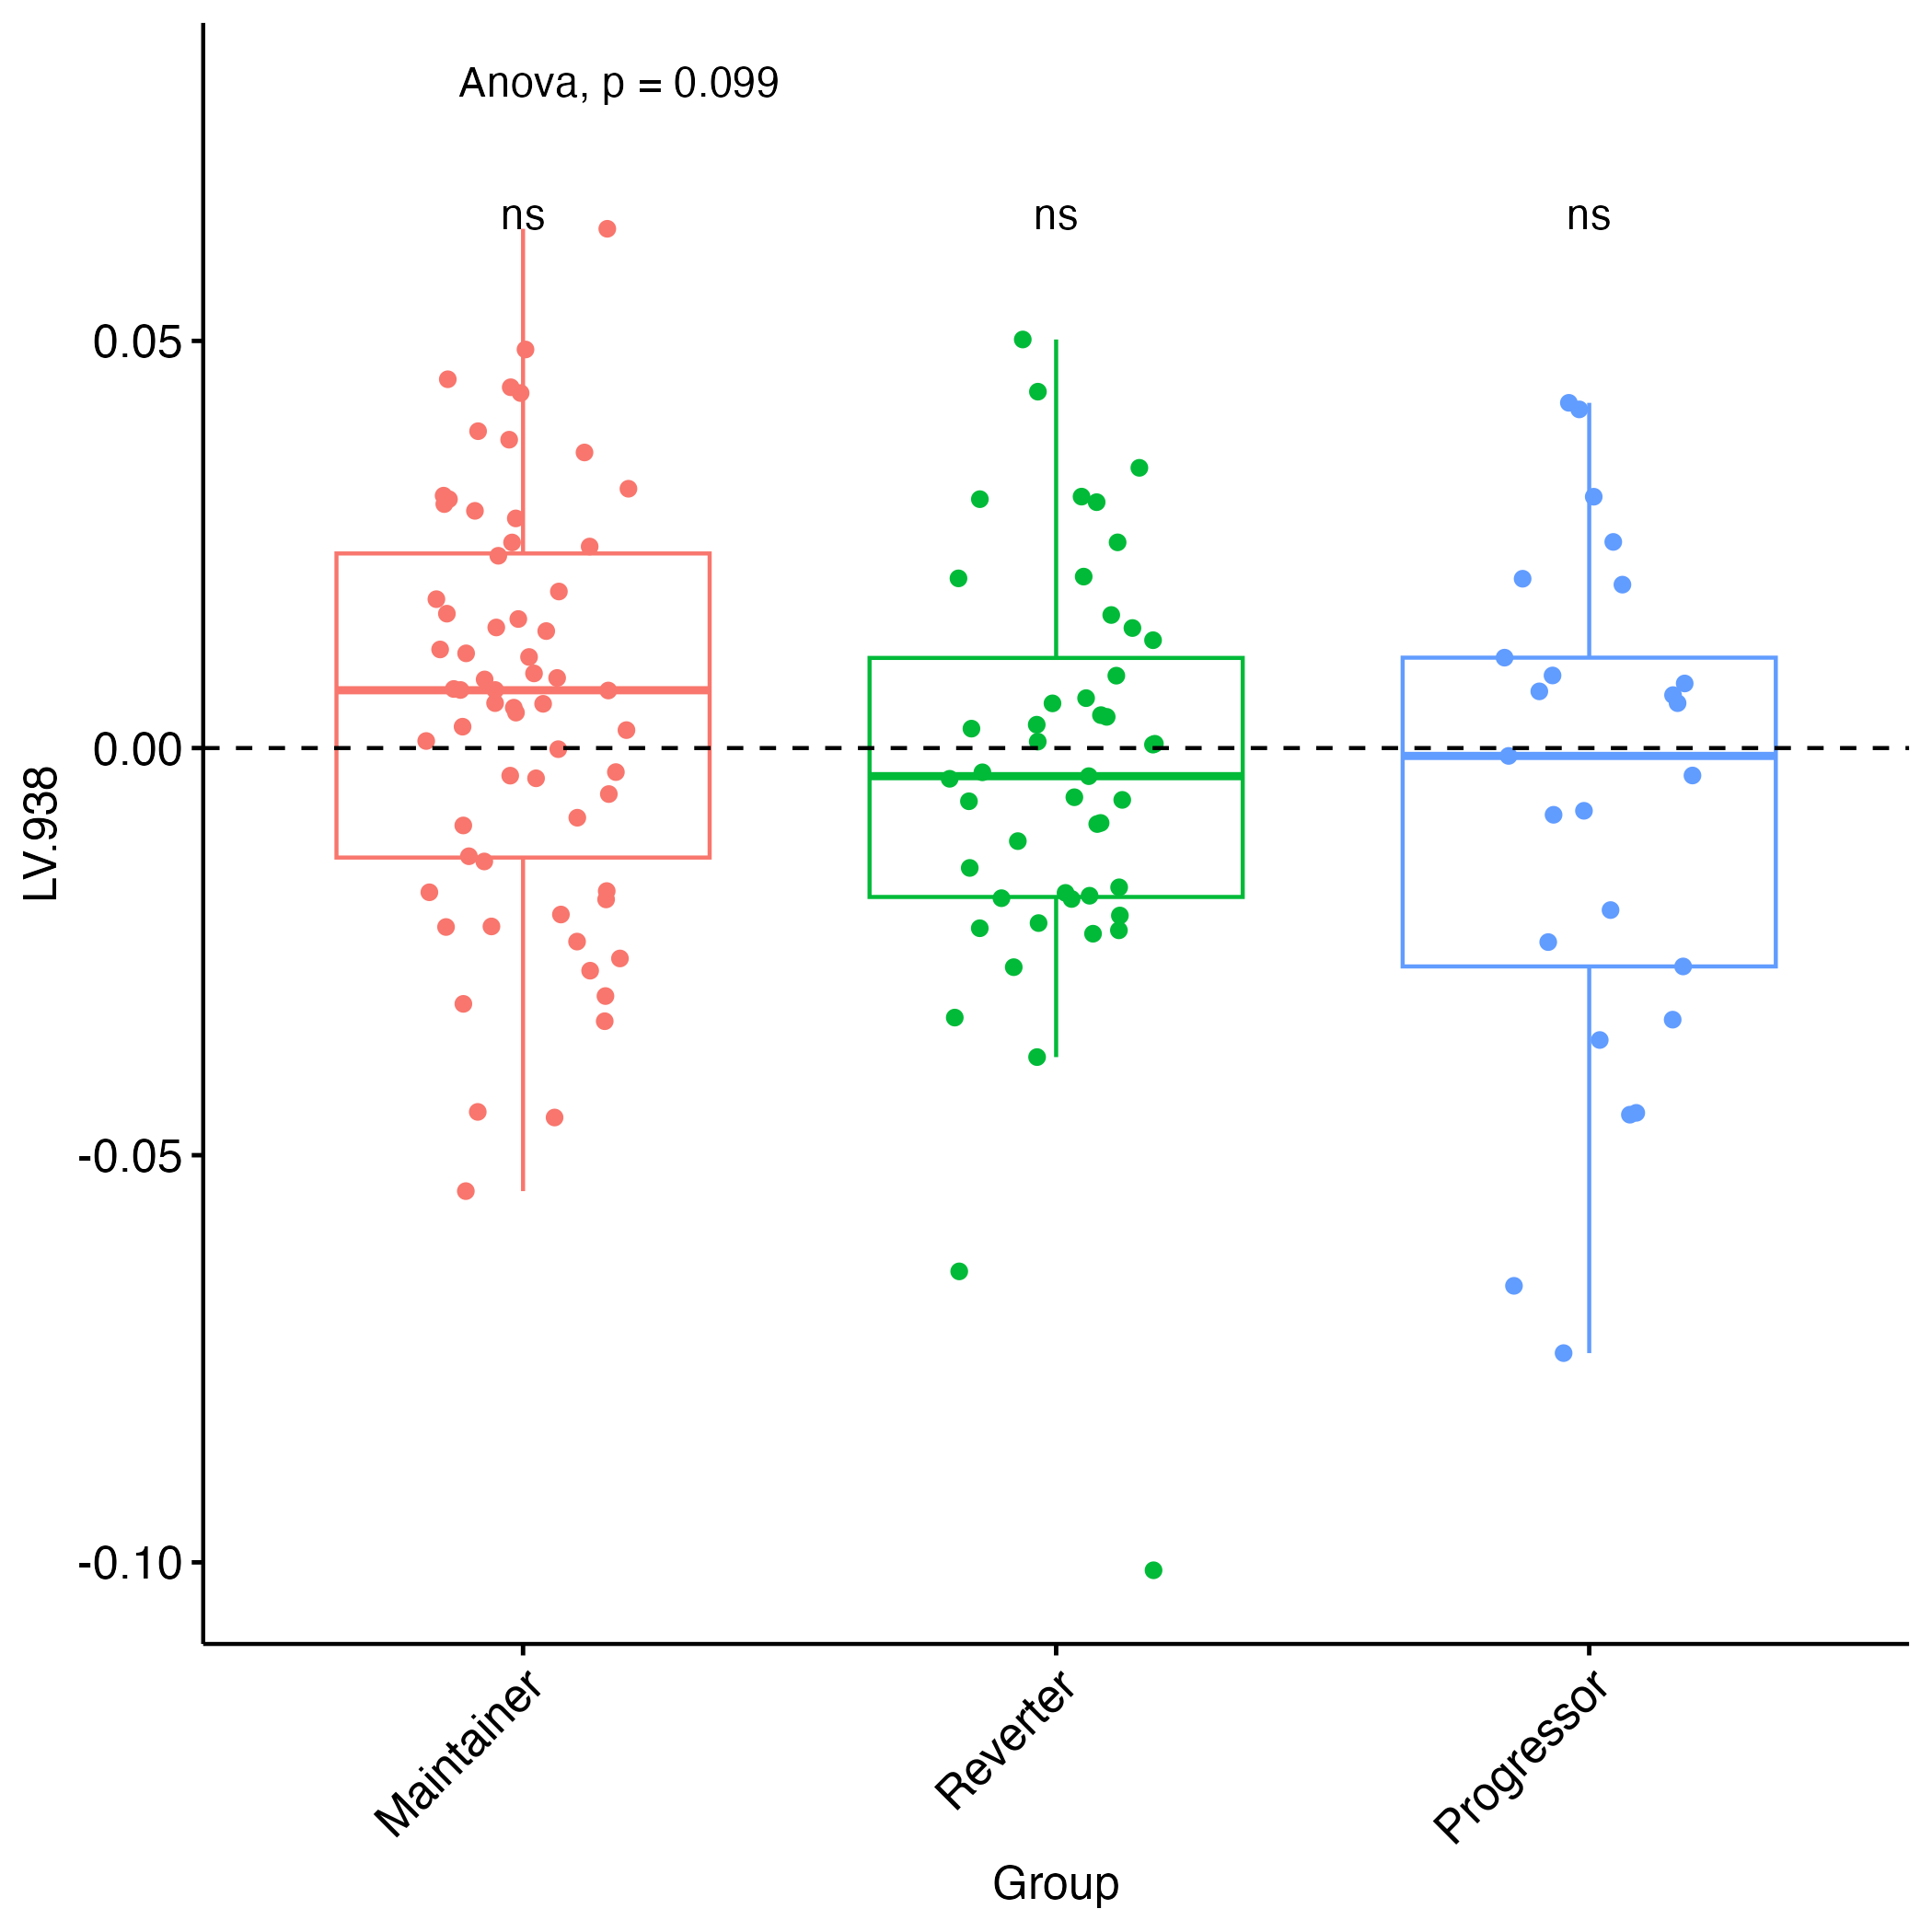 Anova, p = 0.099
ns ns ns
0.05
0.00
-0.05
-0.10
LV.938
Maintainer
Reverter
Progressor
Group